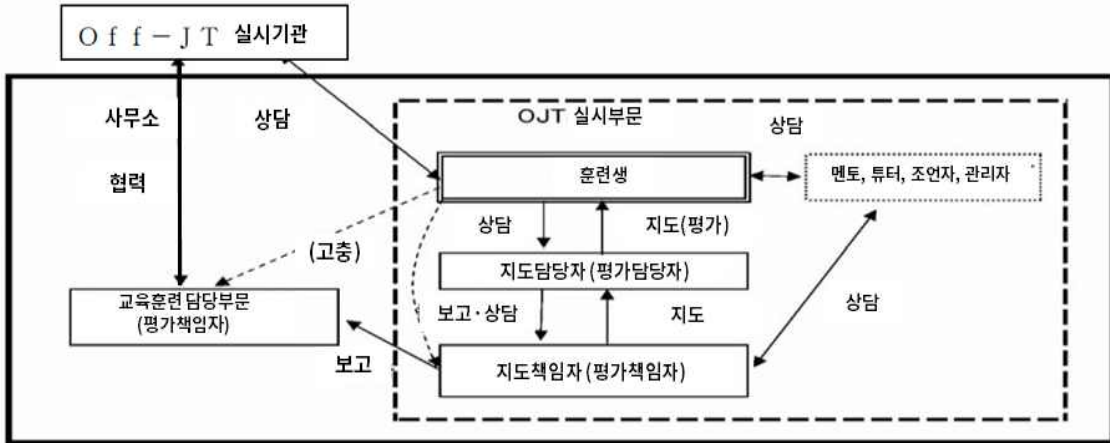 Ｏｆｆ－ＪＴ 실시기관
사무소
상담
협력
OJT 실시부문
상담
훈련생
멘토, 튜터, 조언자, 관리자
상담
지도(평가)
(고충)
지도담당자(평가담당자)
교육훈련 담당부문
(평가책임자)
보고·상담
지도
상담
보고
지도책임자(평가책임자)